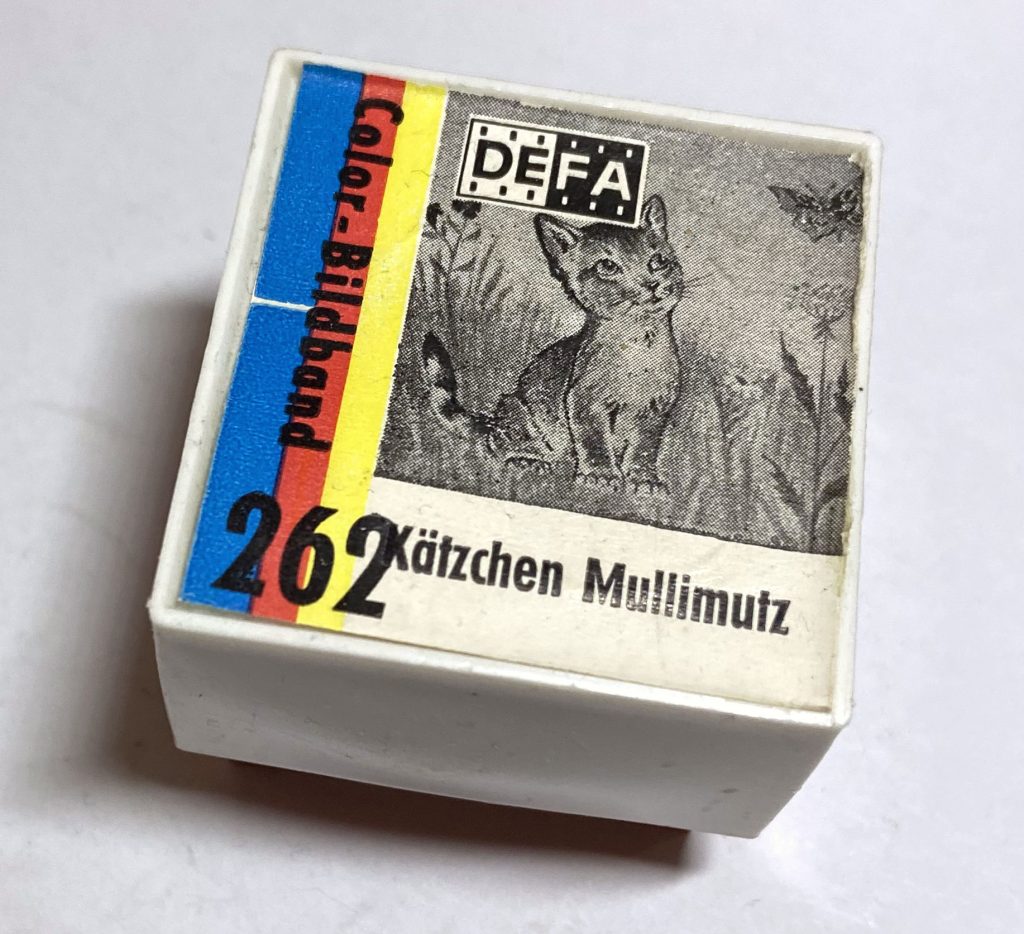 Color-Bildband
DEFA
262
Kätzchen Mullimutz